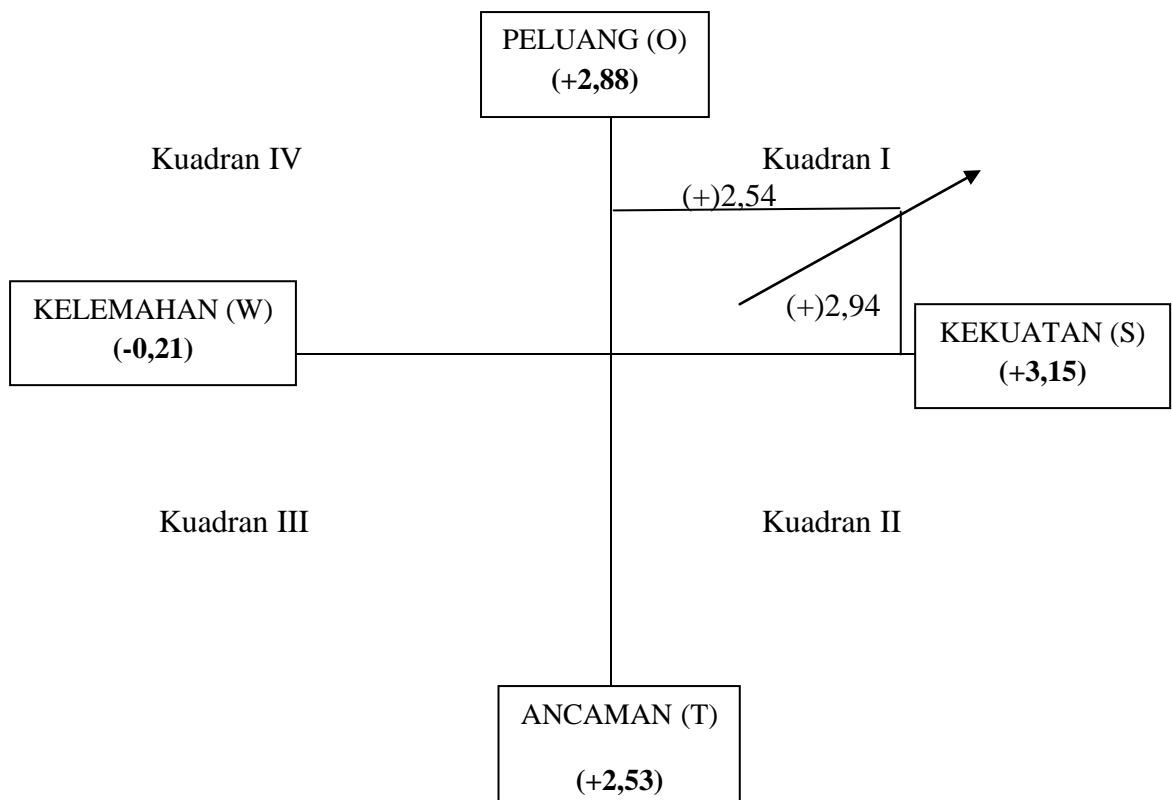 PELUANG (O)
(+2,88)
Kuadran IV
Kuadran I
(+)2,54
KELEMAHAN (W)
(-0,21)
(+)2,94
KEKUATAN (S)
(+3,15)
Kuadran III
Kuadran II
ANCAMAN (T)
(+2,53)